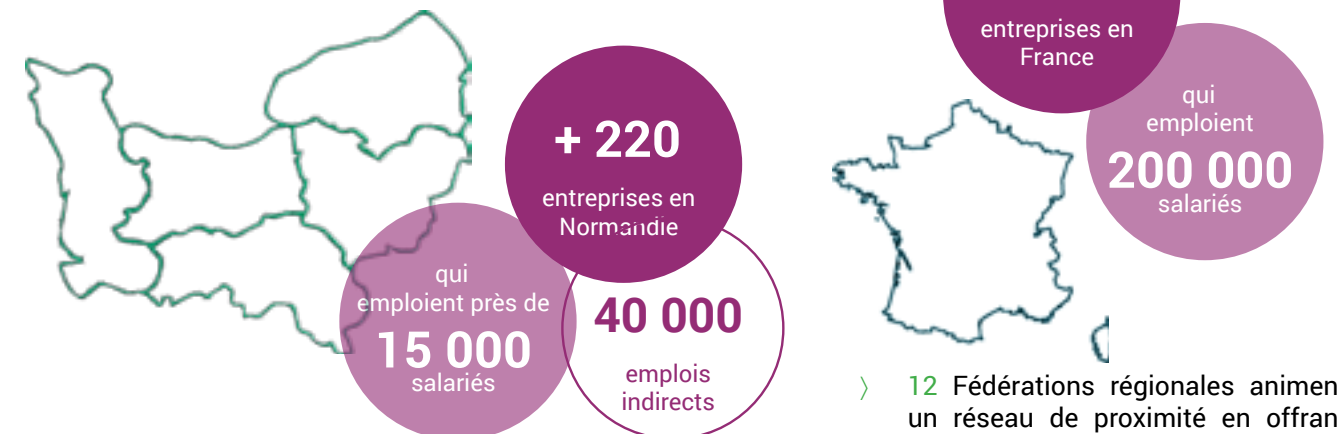 + 220
entreprises en
Normandie
qui
emploient près de
15 000
salariés
40 000
emplois
indirects
entreprises en
France
qui
emploient
200 000
salariés
〉 12 Fédérations régionales animen
un réseau de proximité en offran